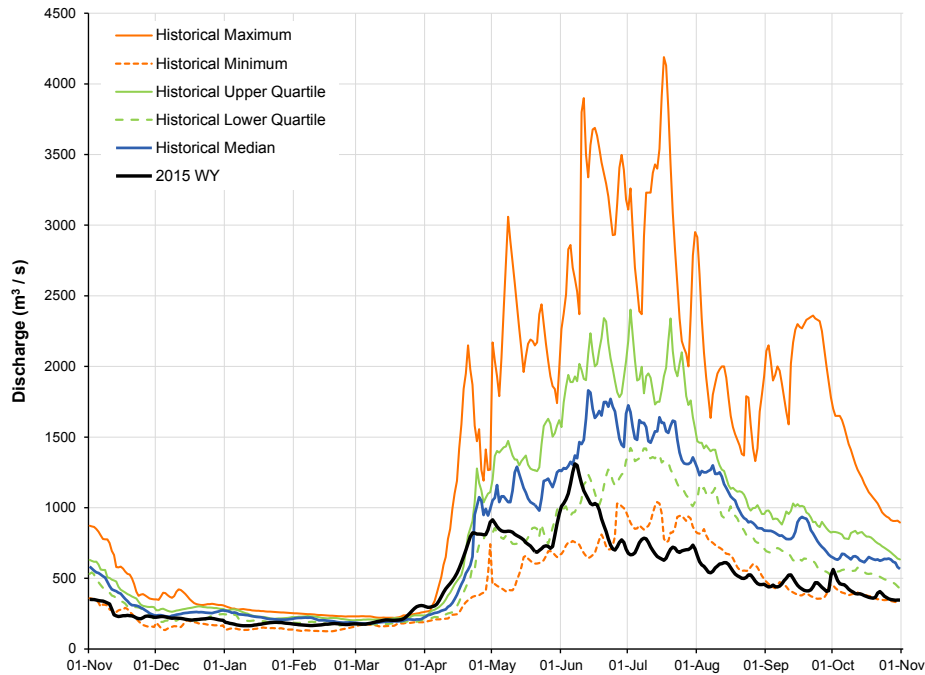 4500
4000
3500
3000
2500
2000
1500
1000
500
0
Discharge (m³ / s)
Historical Maximum
Historical Minimum
Historical Upper Quartile
Historical Lower Quartile
Historical Median
2015 WY
01-Nov 01-Dec 01-Jan 01-Feb 01-Mar 01-Apr 01-May 01-Jun 01-Jul 01-Aug 01-Sep 01-Oct 01-Nov